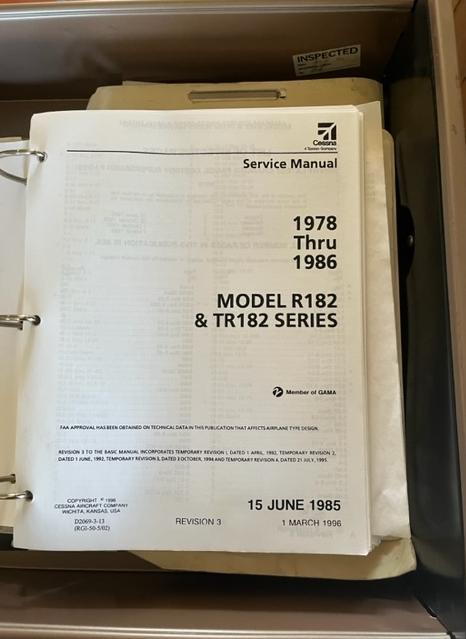 INSPECTED
Cessna
A Textron Company
Service Manual
1978
Thru
1986
MODEL R182
& TR182 SERIES
Member of GAMA
FAA APPROVAL HAS BEEN OBTAINED ON TECHNICAL DATA IN THIS PUBLICATION THAT AFFECTS AIRPLANE TYPE DESIGN.
REVISION 3 TO THE BASIC MANUAL INCORPORATES TEMPORARY REVISION 1, DATED 1 APRIL, 1992, TEMPORARY REVISION 2,
DATED 1 JUNE, 1992, TEMPORARY REVISION 3, DATED 3 OCTOBER, 1994 AND TEMPORARY REVISION 4, DATED 21 JULY, 1995.
COPYRIGHT © 1996
CESSNA AIRCRAFT COMPANY
WICHITA, KANSAS, USA
15 JUNE 1985
D2069-3-13
(RGI-50-5/02)
REVISION 3
1 MARCH 1996